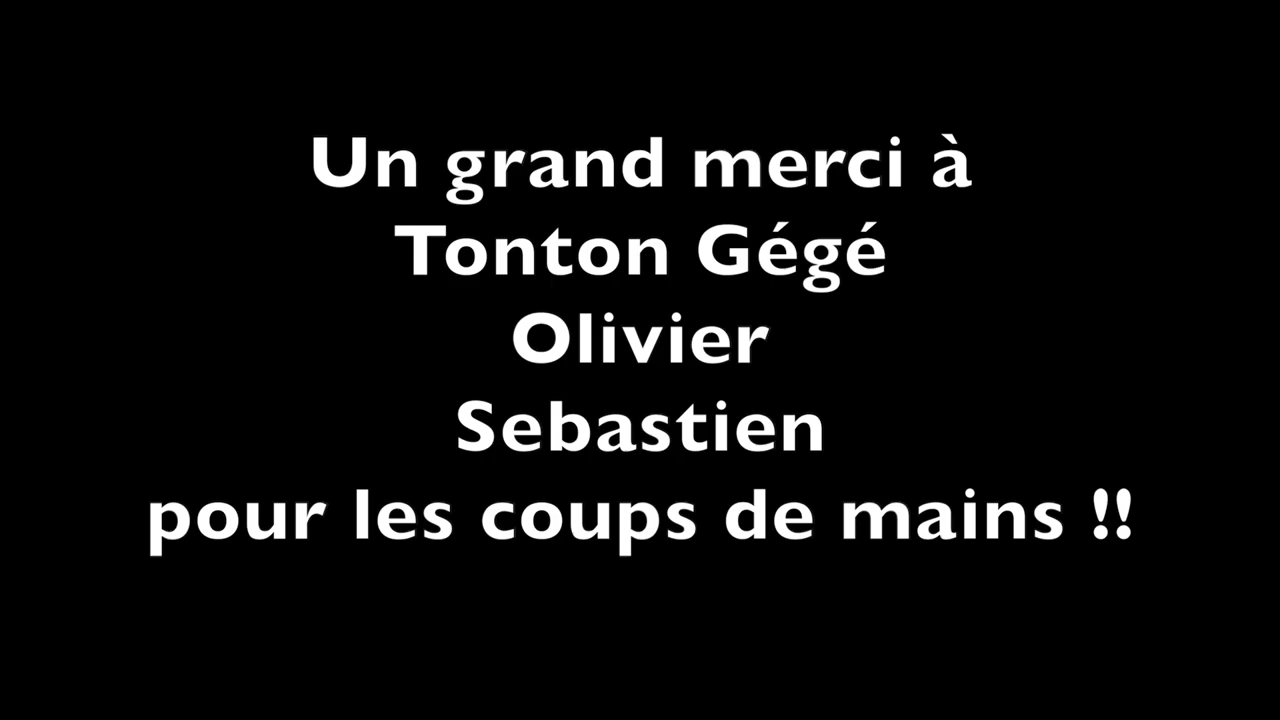 Un grand merci à
Tonton Gégé
Olivier
Sebastien
pour les coups de mains !!